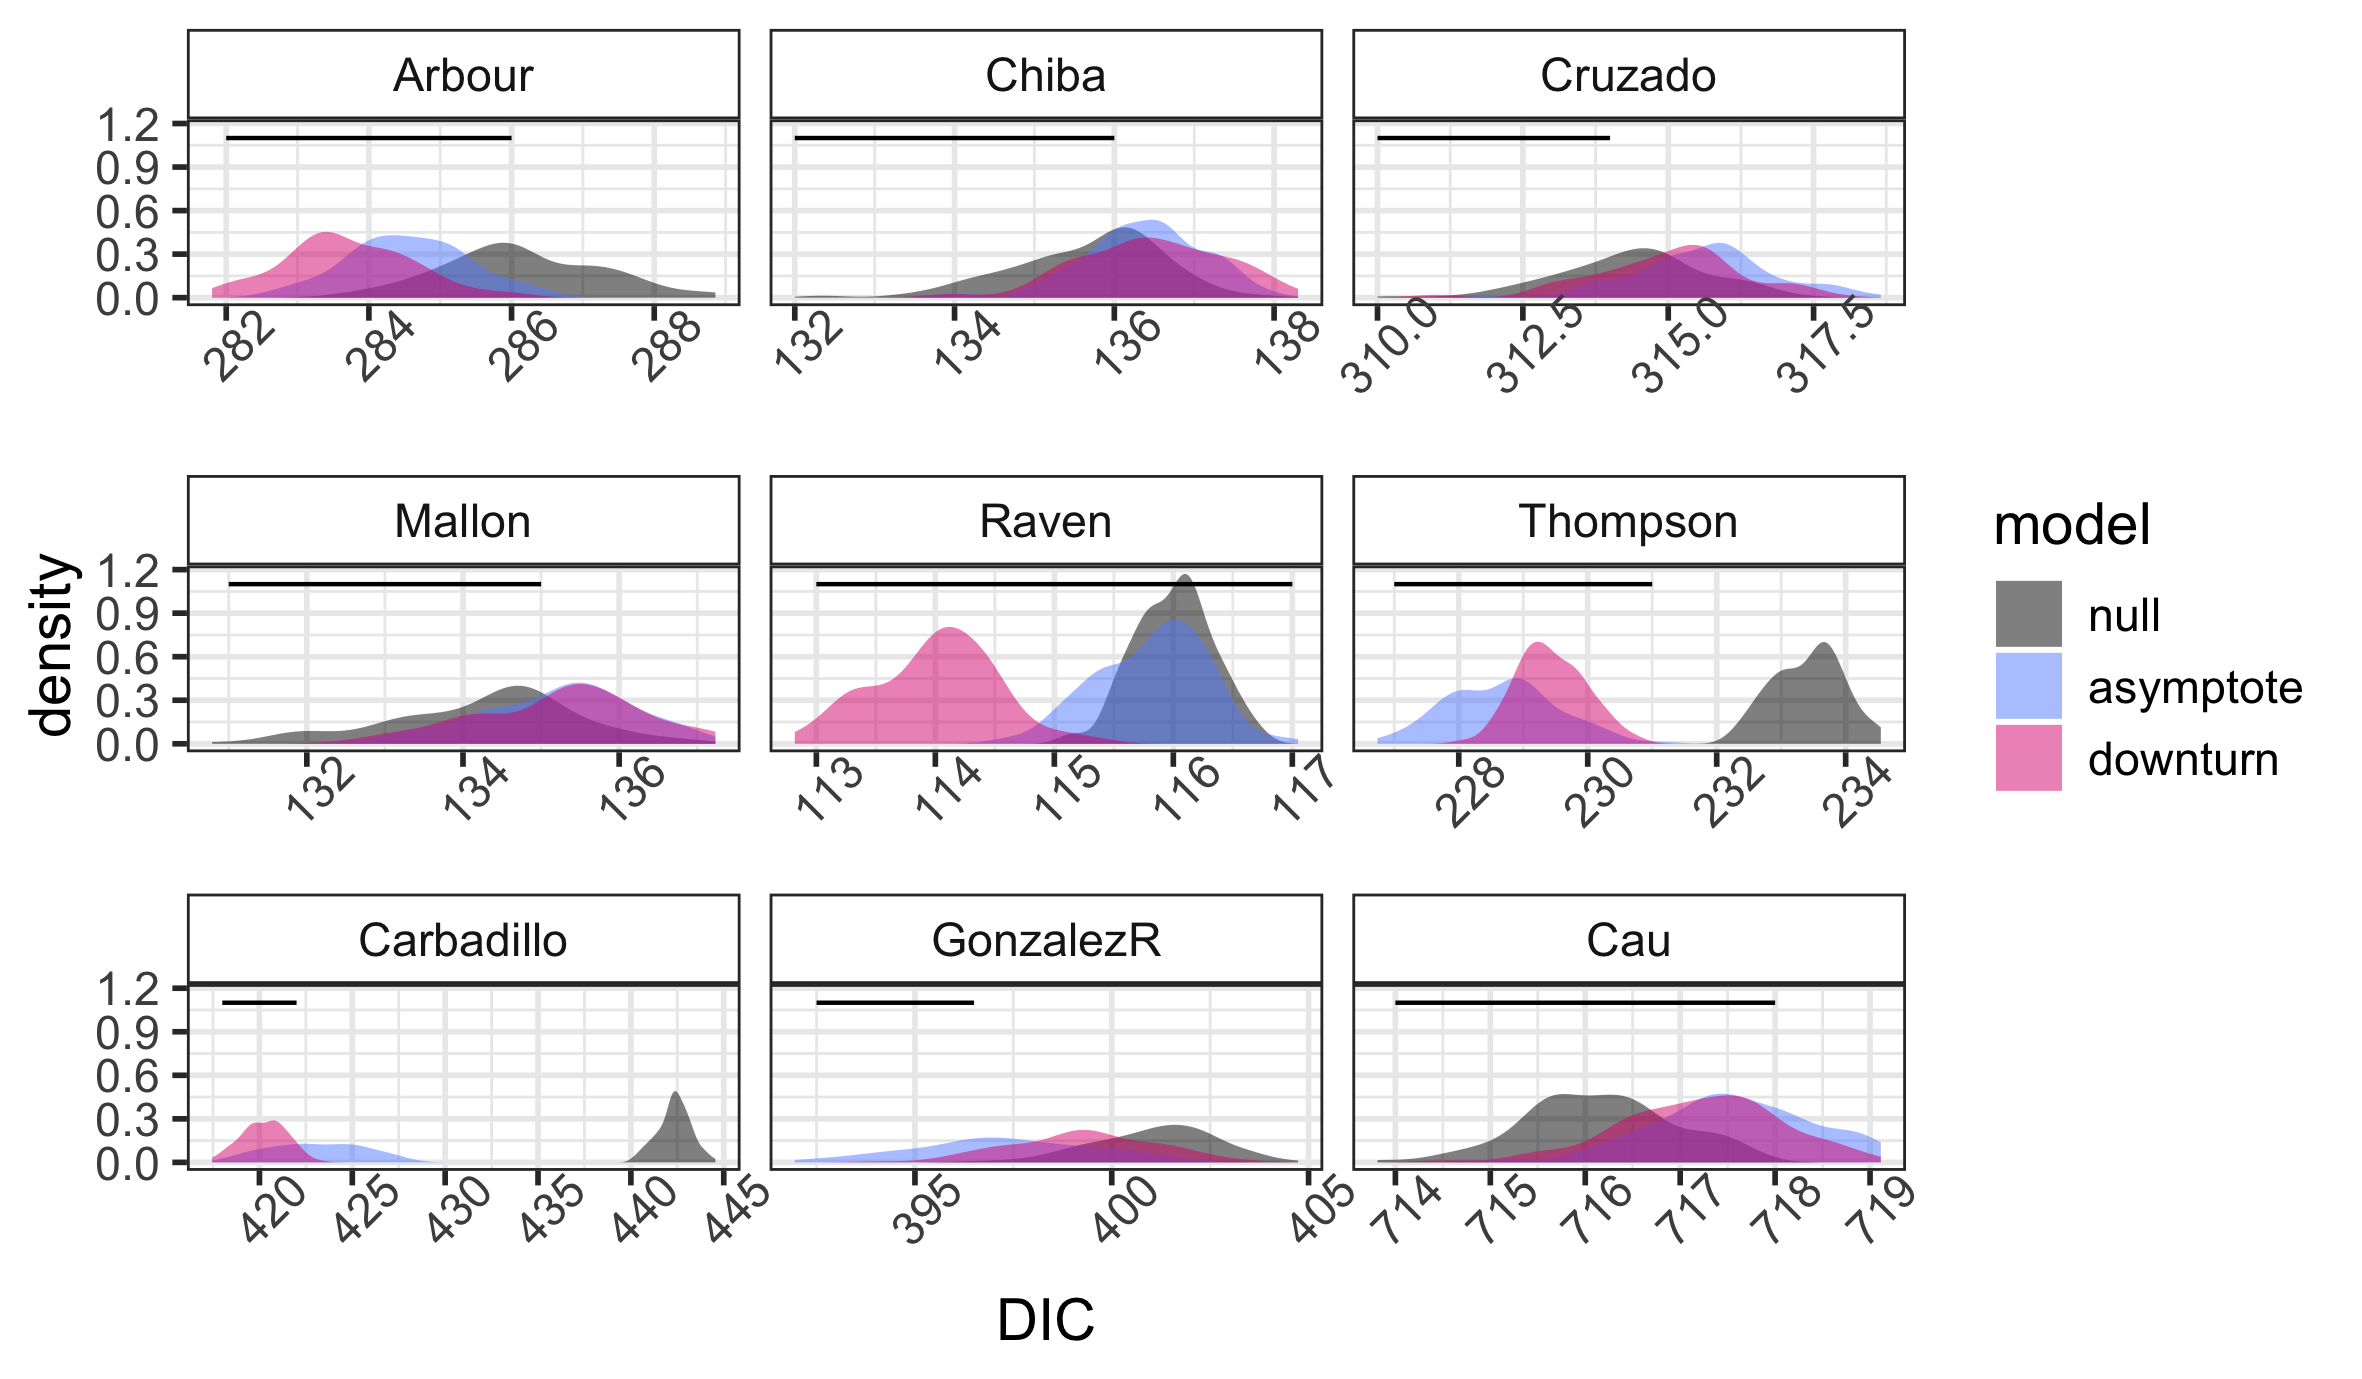 Arbour Chiba Cruzado
1.2
0.9
0.6
0.3
0.0
282 284 286 288 132 134 136 138 310.0 312.5 315.0 317.5
Mallon Raven Thompson
1.2
0.9
0.6
0.3
0.0
132 134 136 113 114 115 116 117 228 230 232 234
Carbadillo GonzalezR Cau
1.2
0.9
0.6
0.3
0.0
420 425 430 435 440 445 395 400 405 714 715 716 717 718 719
density
DIC
model
null
asymptote
downturn